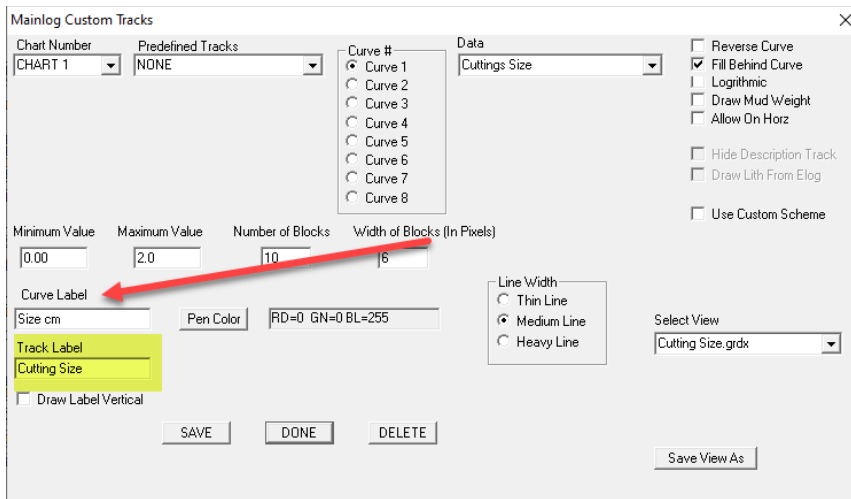 Mainlog Custom Tracks
Chart Number
CHART 1
Predefined Tracks
NONE
Curve #
Curve 1
Curve 2
Curve 3
Curve 4
Curve 5
Curve 6
Curve 7
Curve 8
Data
Cuttings Size
Reverse Curve
Fill Behind Curve
Logrithmic
Draw Mud Weight
Allow On Horz
Hide Description Track
Draw Lith From Elog
Use Custom Scheme
Minimum Value
0.00
Maximum Value
2.0
Number of Blocks
10
Width of Blocks (In Pixels)
6
Curve Label
Size cm
Pen Color
RD=0 GN=0 BL=255
Line Width
Thin Line
Medium Line
Heavy Line
Select View
Cutting Size.grdx
Track Label
Cutting Size
Draw Label Vertical
SAVE
DONE
DELETE
Save View As